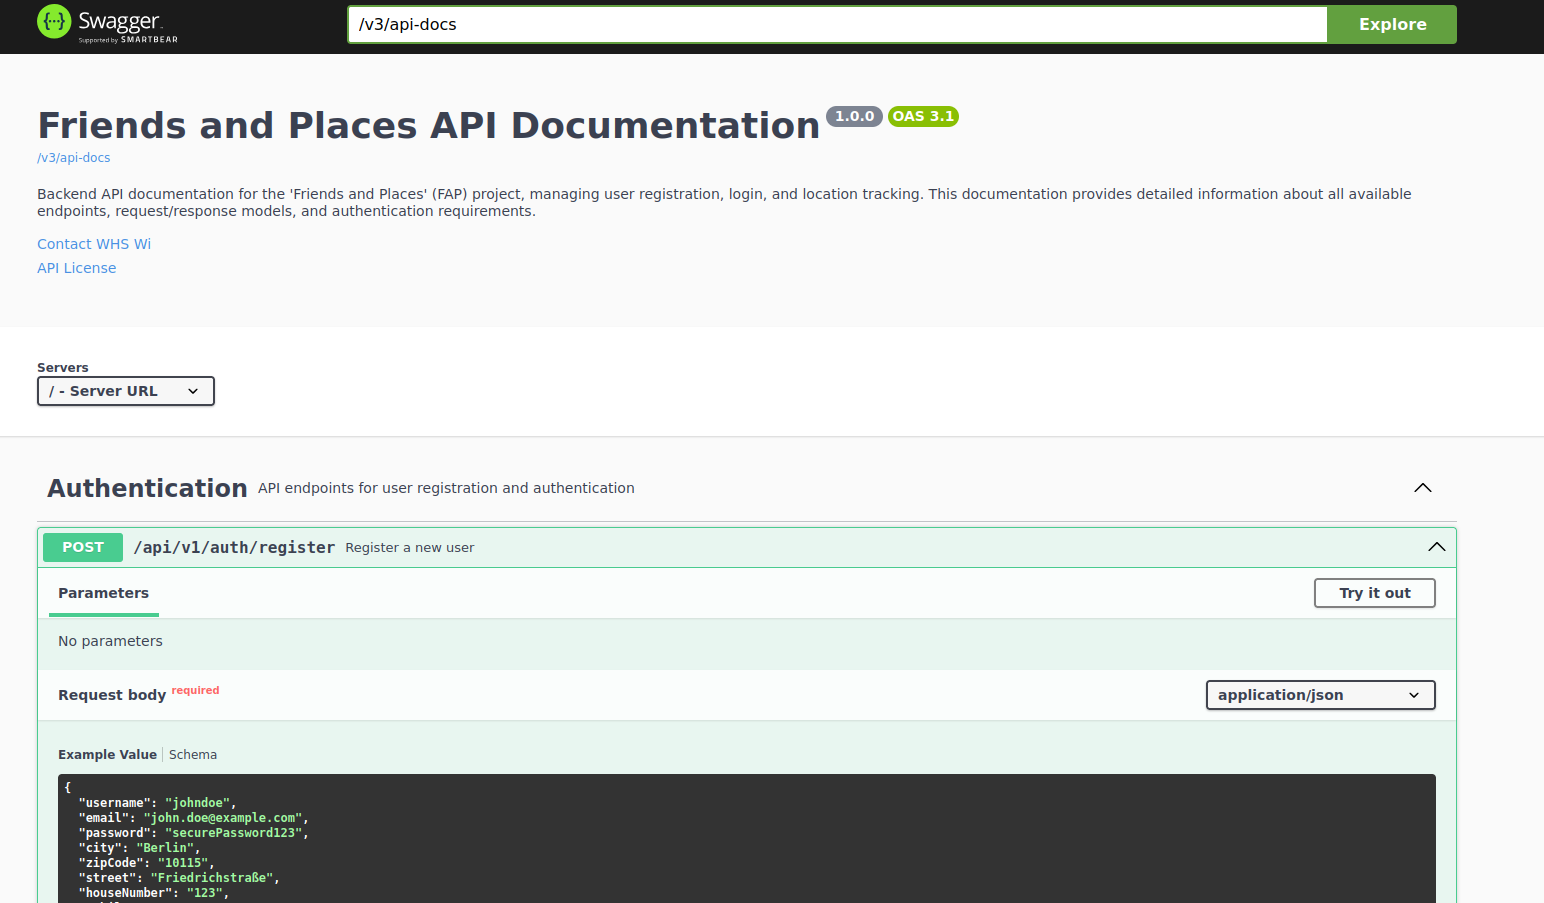 Swagger
Supported by SMARTBEAR
/v3/api-docs
Explore
Friends and Places API Documentation 1.0.0 OAS 3.1
/v3/api-docs
Backend API documentation for the 'Friends and Places' (FAP) project, managing user registration, login, and location tracking. This documentation provides detailed information about all available
endpoints, request/response models, and authentication requirements.
Contact WHS Wi
API License
Servers
/ - Server URL
Authentication API endpoints for user registration and authentication
POST /api/v1/auth/register Register a new user
Parameters
Try it out
No parameters
Request body required
application/json
Example Value Schema
{
"username": "johndoe",
"email": "john.doe@example.com",
"password": "securePassword123",
"city": "Berlin",
"zipCode": "10115",
"street": "Friedrichstraße",
"houseNumber": "123",